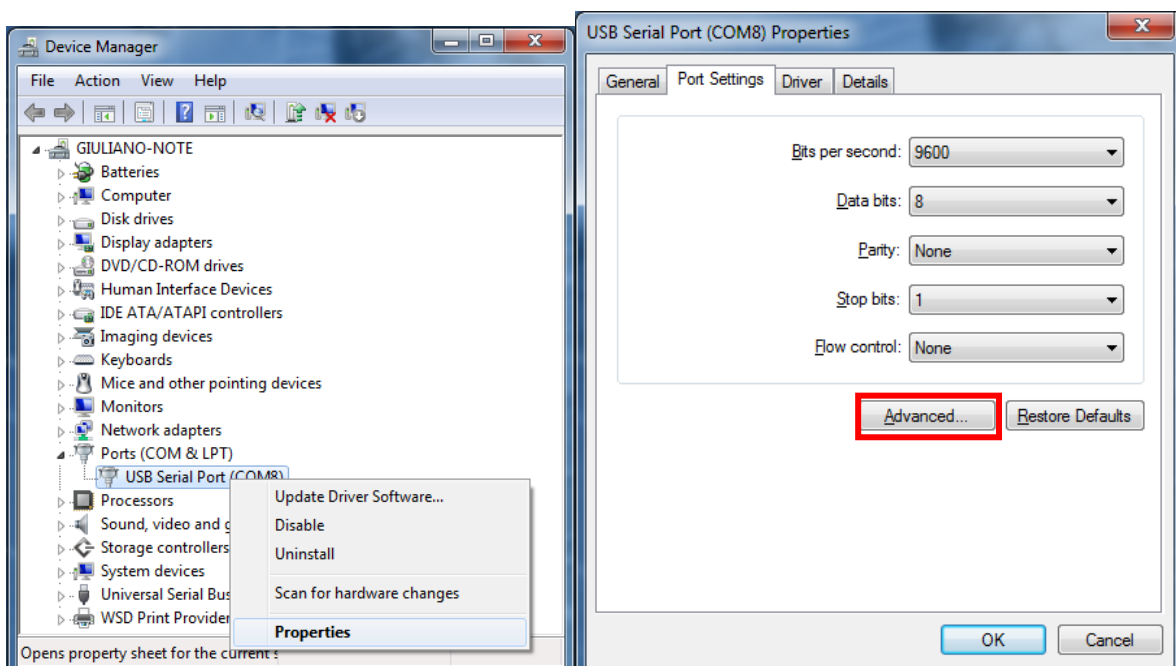 Device Manager
File Action View Help
GIULIANO-NOTE
Batteries
Computer
Disk drives
Display adapters
DVD/CD-ROM drives
Human Interface Devices
IDE ATA/ATAPI controllers
Imaging devices
Keyboards
Mice and other pointing devices
Monitors
Network adapters
Ports (COM & LPT)
USB Serial Port (COM8)
Processors
Sound, video and g
Storage controllers
System devices
Universal Serial Bus
WSD Print Provider
Update Driver Software...
Disable
Uninstall
Scan for hardware changes
Properties
Opens property sheet for the current s
USB Serial Port (COM8) Properties
General Port Settings Driver Details
Bits per second: 9600
Data bits: 8
Parity: None
Stop bits: 1
Flow control: None
Advanced... Restore Defaults
OK Cancel